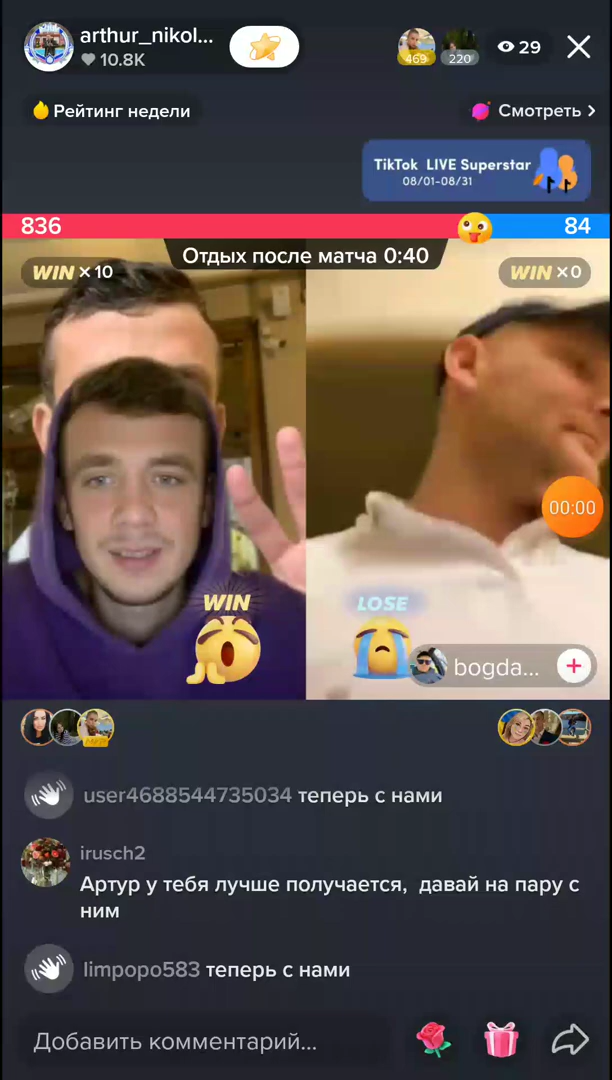 arthur_nikol...
10.8K
469
220
29
Рейтинг недели
Смотреть
TikTok LIVE Superstar
08/01-08/31
836
84
Отдых после матча 0:40
WIN ×10
WIN ×0
00:00
WIN
LOSE
bogda...
user4688544735034 теперь с нами
irusch2
Артур у тебя лучше получается, давай на пару с
ним
limpopo583 теперь с нами
Добавить комментарий...